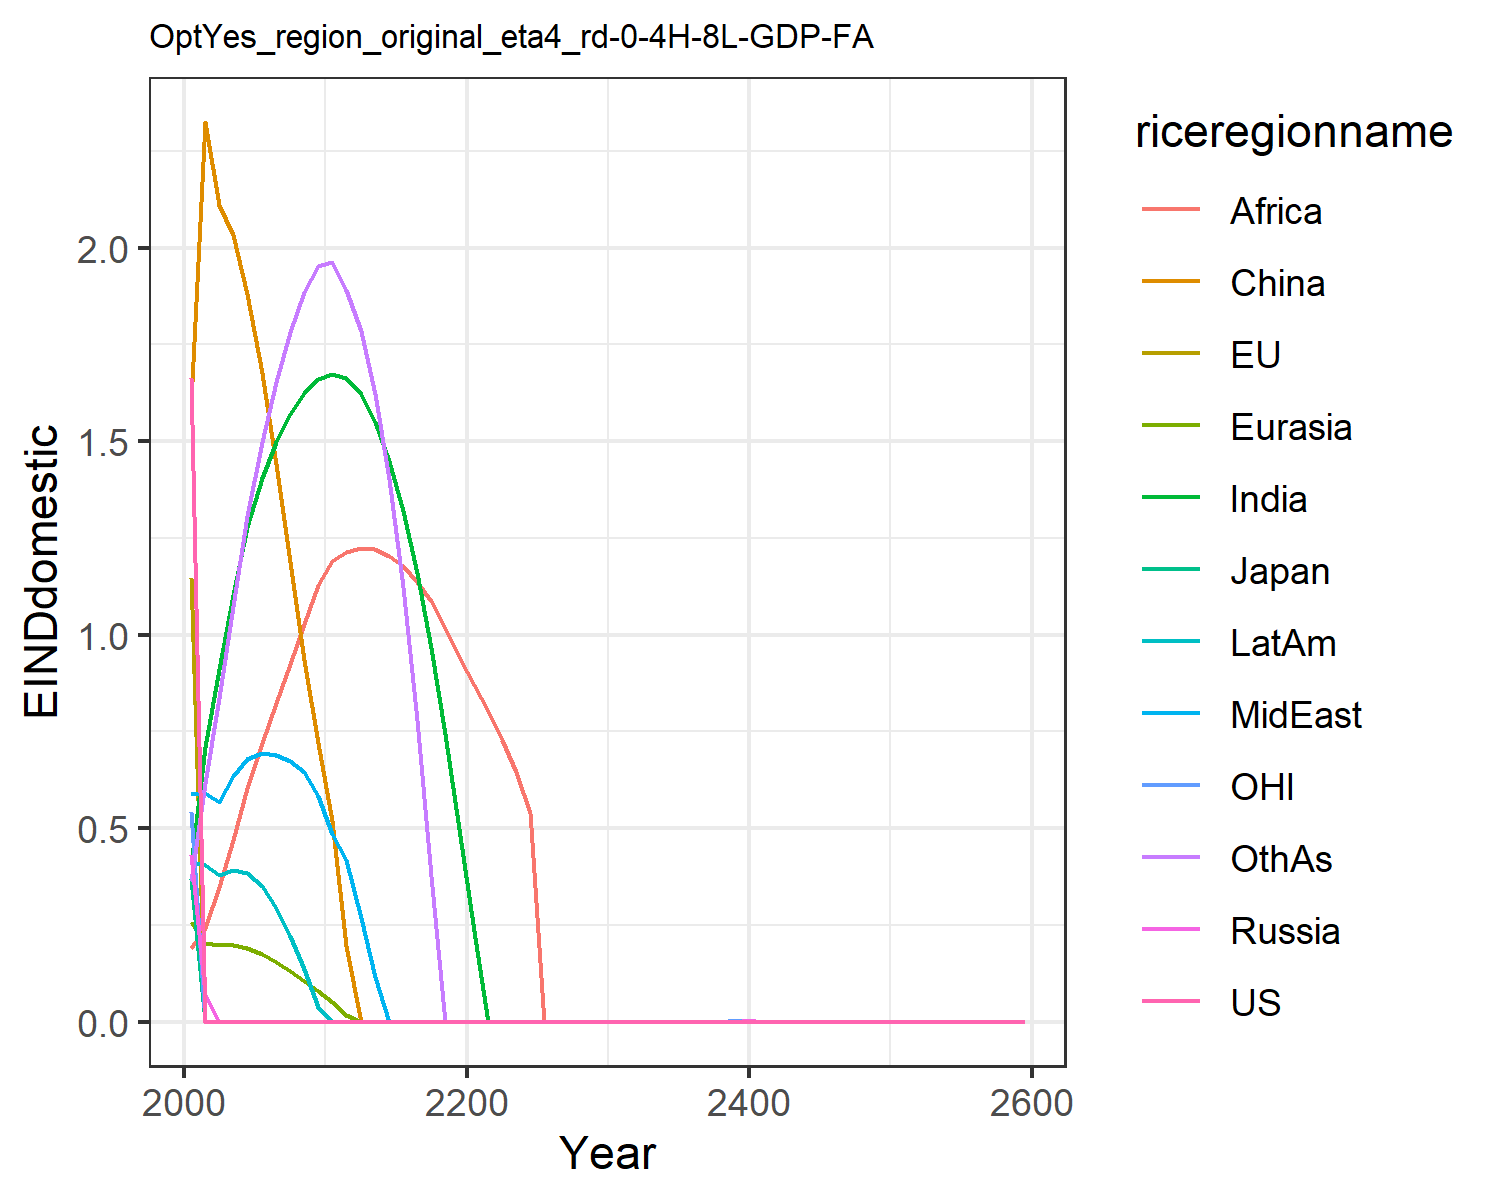 OptYes_region_original_eta4_rd-0-4H-8L-GDP-FA
EINDdomestic
2.0
1.5
1.0
0.5
0.0
2000
2200
2400
2600
Year
riceregionname
Africa
China
EU
Eurasia
India
Japan
LatAm
MidEast
OHI
OthAs
Russia
US